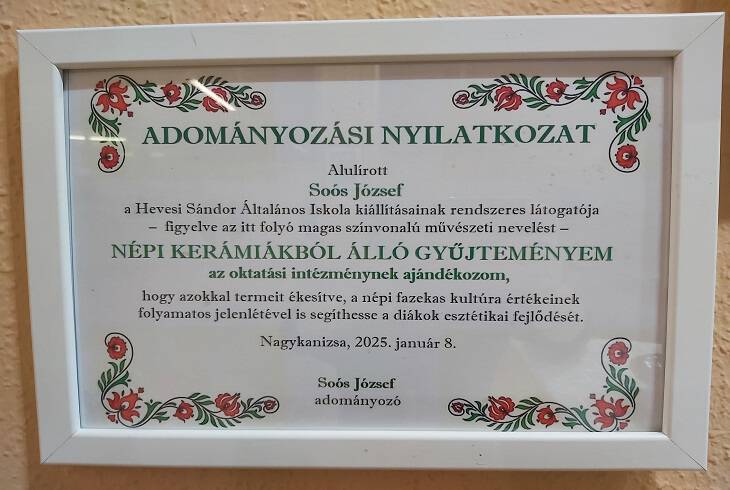 ADOMÁNYOZÁSI NYILATKOZAT
Alulírott
Soós József
a Hevesi Sándor Általános Iskola kiállításainak rendszeres látogatója
– figyelve az itt folyó magas színvonalú művészeti nevelést –
NÉPI KERÁMIÁKBÓL ÁLLÓ GYŰJTEMÉNYEM
az oktatási intézménynek ajándékozom,
hogy azokkal termeit ékesítve, a népi fazekas kultúra értékeinek
folyamatos jelenlétével is segíthesse a diákok esztétikai fejlődését.
Nagykanizsa, 2025. január 8.
Soós József
adományozó